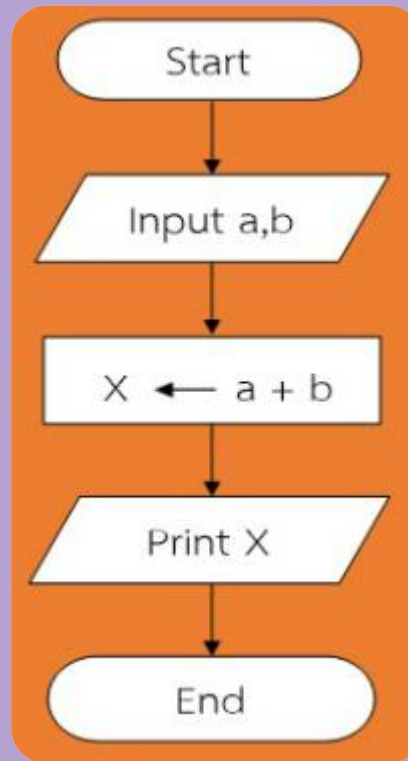 Start
Input a,b
X ← a + b
Print X
End